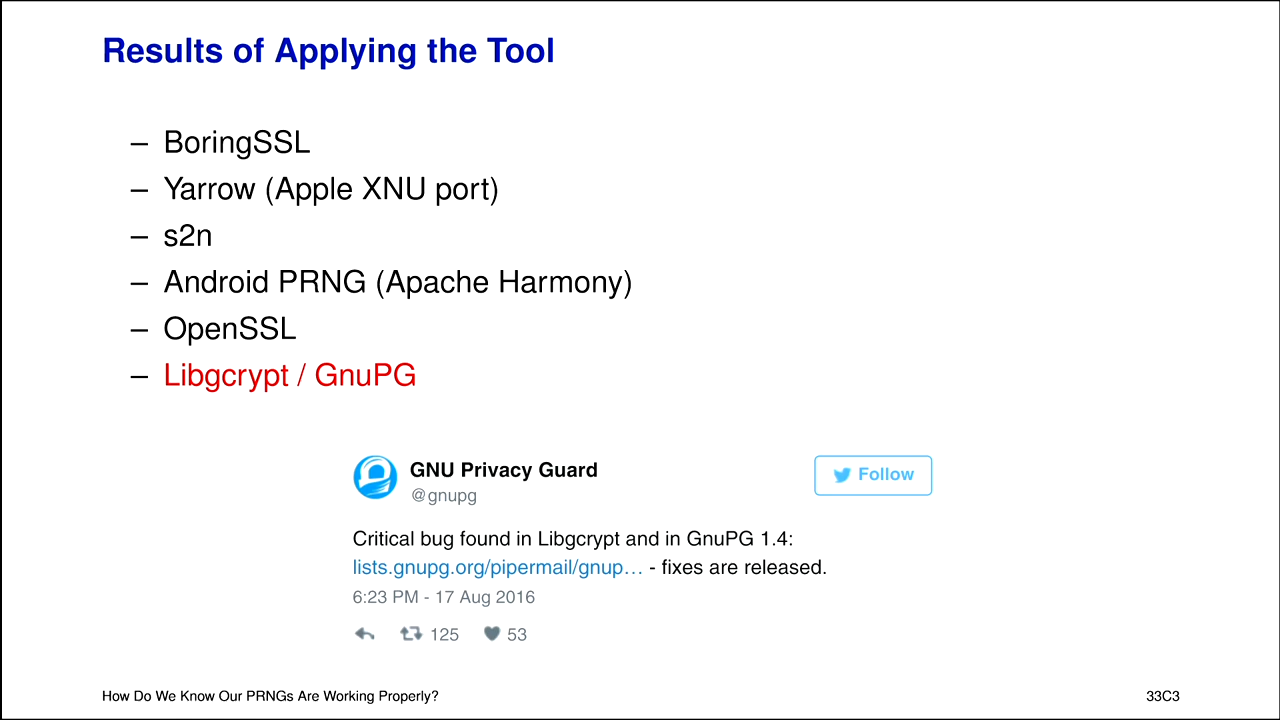 Results of Applying the Tool
– BoringSSL
– Yarrow (Apple XNU port)
– s2n
– Android PRNG (Apache Harmony)
– OpenSSL
– Libgcrypt / GnuPG
GNU Privacy Guard
@gnupg
Follow
Critical bug found in Libgcrypt and in GnuPG 1.4:
lists.gnupg.org/pipermail/gnup… - fixes are released.
6:23 PM - 17 Aug 2016
125 53
How Do We Know Our PRNGs Are Working Properly? 33C3